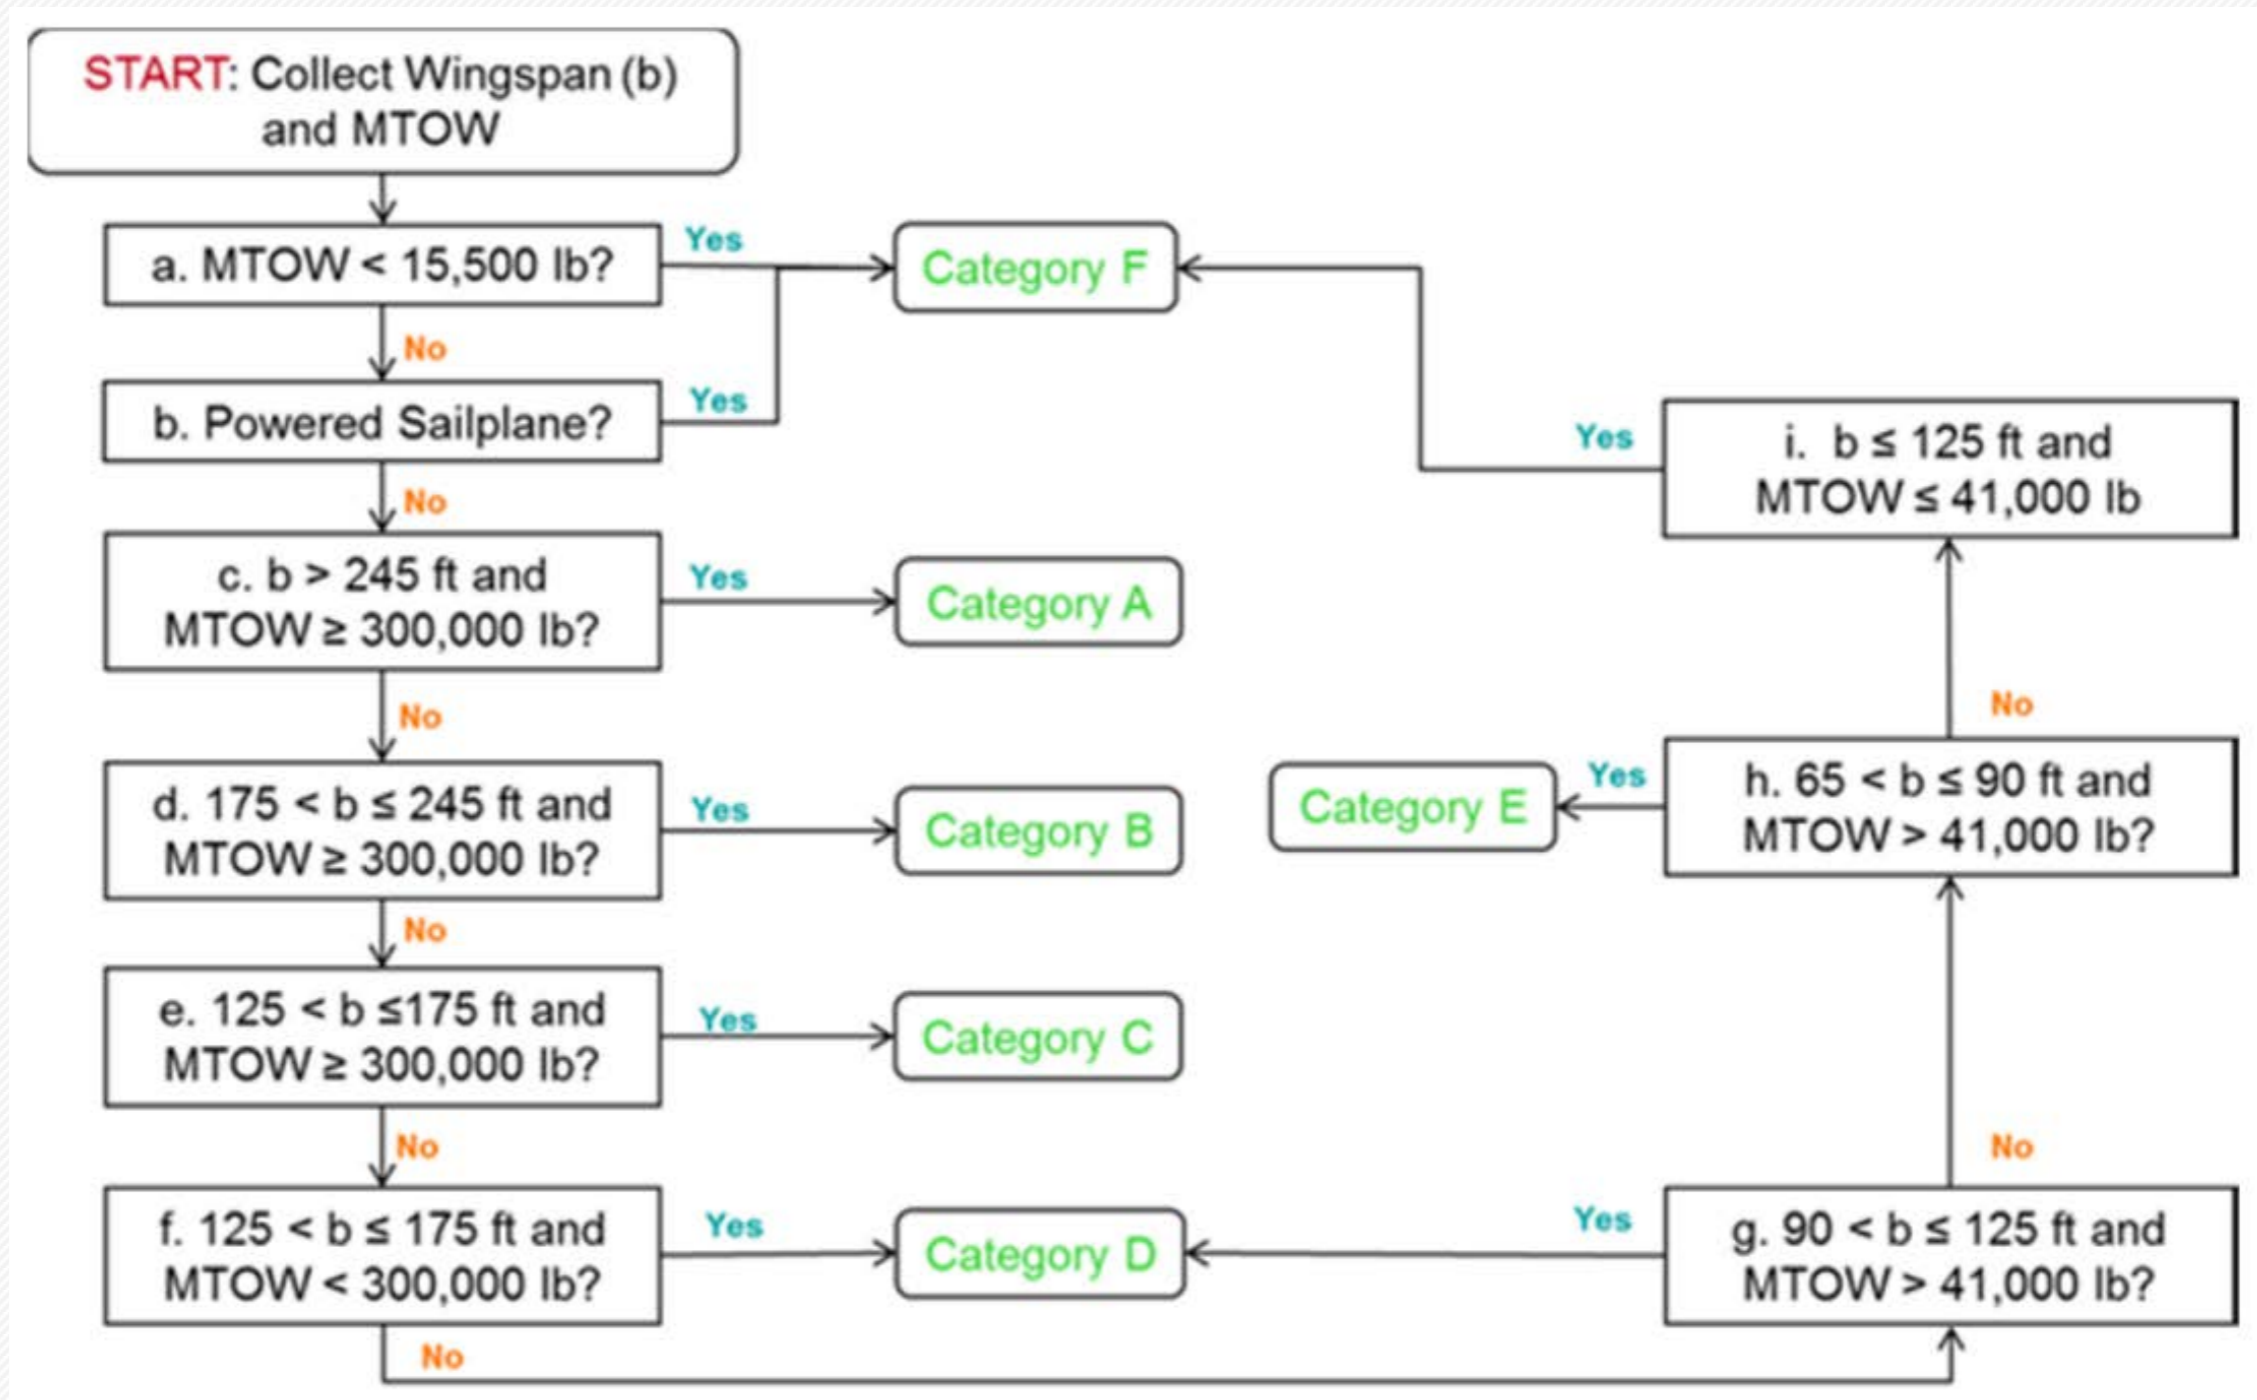 START: Collect Wingspan (b)
and MTOW
a. MTOW < 15,500 lb?
Yes
Category F
No
b. Powered Sailplane?
Yes
No
c. b > 245 ft and
MTOW ≥ 300,000 lb?
Yes
Category A
No
d. 175 < b ≤ 245 ft and
MTOW ≥ 300,000 lb?
Yes
Category B
No
e. 125 < b ≤175 ft and
MTOW ≥ 300,000 lb?
Yes
Category C
No
f. 125 < b ≤ 175 ft and
MTOW < 300,000 lb?
Yes
Category D
No
g. 90 < b ≤ 125 ft and
MTOW > 41,000 lb?
Yes
No
h. 65 < b ≤ 90 ft and
MTOW > 41,000 lb?
Yes
Category E
No
i. b ≤ 125 ft and
MTOW ≤ 41,000 lb
Yes